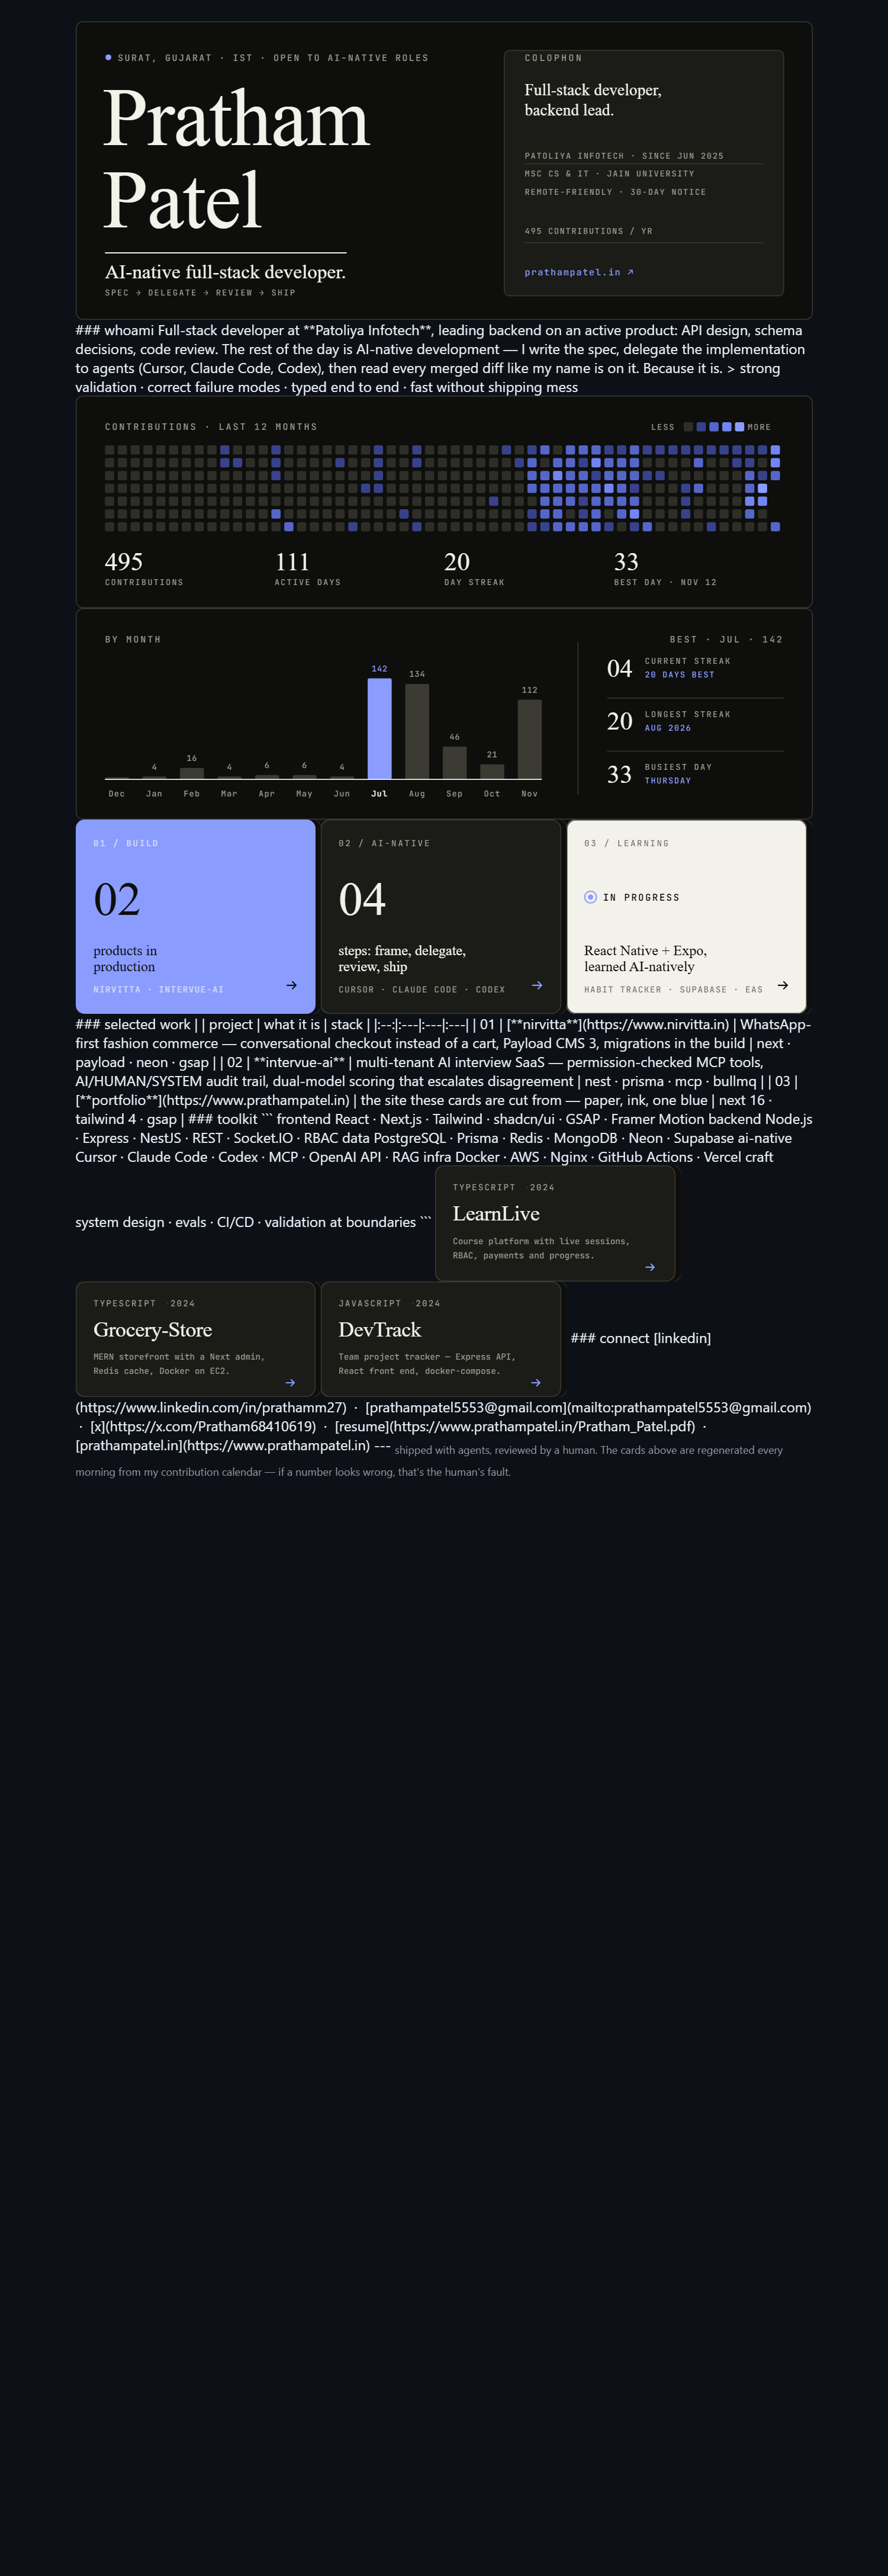 SURAT, GUJARAT · IST · OPEN TO AI-NATIVE ROLES
Pratham
Patel
AI-native full-stack developer.
SPEC → DELEGATE → REVIEW → SHIP
COLOPHON
Full-stack developer,
backend lead.
PATOLIYA INFOTECH · SINCE JUN 2025
MSC CS & IT · JAIN UNIVERSITY
REMOTE-FRIENDLY · 30-DAY NOTICE
495 CONTRIBUTIONS / YR
prathampatel.in ↗
### whoami Full-stack developer at **Patoliya Infotech**, leading backend on an active product: API design, schema
decisions, code review. The rest of the day is AI-native development — I write the spec, delegate the implementation
to agents (Cursor, Claude Code, Codex), then read every merged diff like my name is on it. Because it is. > strong
validation · correct failure modes · typed end to end · fast without shipping mess
CONTRIBUTIONS · LAST 12 MONTHS
LESS MORE
495
CONTRIBUTIONS
111
ACTIVE DAYS
20
DAY STREAK
33
BEST DAY · NOV 12
BY MONTH
BEST · JUL · 142
4 16 4 6 6 4 142 134 46 21 112
Dec Jan Feb Mar Apr May Jun Jul Aug Sep Oct Nov
04
CURRENT STREAK
20 DAYS BEST
20
LONGEST STREAK
AUG 2026
33
BUSIEST DAY
THURSDAY
01 / BUILD
02
products in
production
NIRVITTA · INTERVUE-AI →
02 / AI-NATIVE
04
steps: frame, delegate,
review, ship
CURSOR · CLAUDE CODE · CODEX →
03 / LEARNING
IN PROGRESS
React Native + Expo,
learned AI-natively
HABIT TRACKER · SUPABASE · EAS →
### selected work | | project | what it is | stack | |:--:|:---|:---|:---| | 01 | [**nirvitta**](https://www.nirvitta.in) | WhatsApp-
first fashion commerce — conversational checkout instead of a cart, Payload CMS 3, migrations in the build | next ·
payload · neon · gsap | | 02 | **intervue-ai** | multi-tenant AI interview SaaS — permission-checked MCP tools,
AI/HUMAN/SYSTEM audit trail, dual-model scoring that escalates disagreement | nest · prisma · mcp · bullmq | | 03 |
[**portfolio**](https://www.prathampatel.in) | the site these cards are cut from — paper, ink, one blue | next 16 ·
tailwind 4 · gsap | ### toolkit ``` frontend React · Next.js · Tailwind · shadcn/ui · GSAP · Framer Motion backend Node.js
· Express · NestJS · REST · Socket.IO · RBAC data PostgreSQL · Prisma · Redis · MongoDB · Neon · Supabase ai-native
Cursor · Claude Code · Codex · MCP · OpenAI API · RAG infra Docker · AWS · Nginx · GitHub Actions · Vercel craft
system design · evals · CI/CD · validation at boundaries ```
TYPESCRIPT · 2024
LearnLive
Course platform with live sessions,
RBAC, payments and progress.
→
TYPESCRIPT · 2024
Grocery-Store
MERN storefront with a Next admin,
Redis cache, Docker on EC2.
→
JAVASCRIPT · 2024
DevTrack
Team project tracker — Express API,
React front end, docker-compose.
→
### connect [linkedin]
(https://www.linkedin.com/in/prathamm27) · [prathampatel5553@gmail.com](mailto:prathampatel5553@gmail.com)
· [x](https://x.com/Pratham68410619) · [resume](https://www.prathampatel.in/Pratham_Patel.pdf) ·
[prathampatel.in](https://www.prathampatel.in) --- shipped with agents, reviewed by a human. The cards above are regenerated every
morning from my contribution calendar — if a number looks wrong, that's the human's fault.